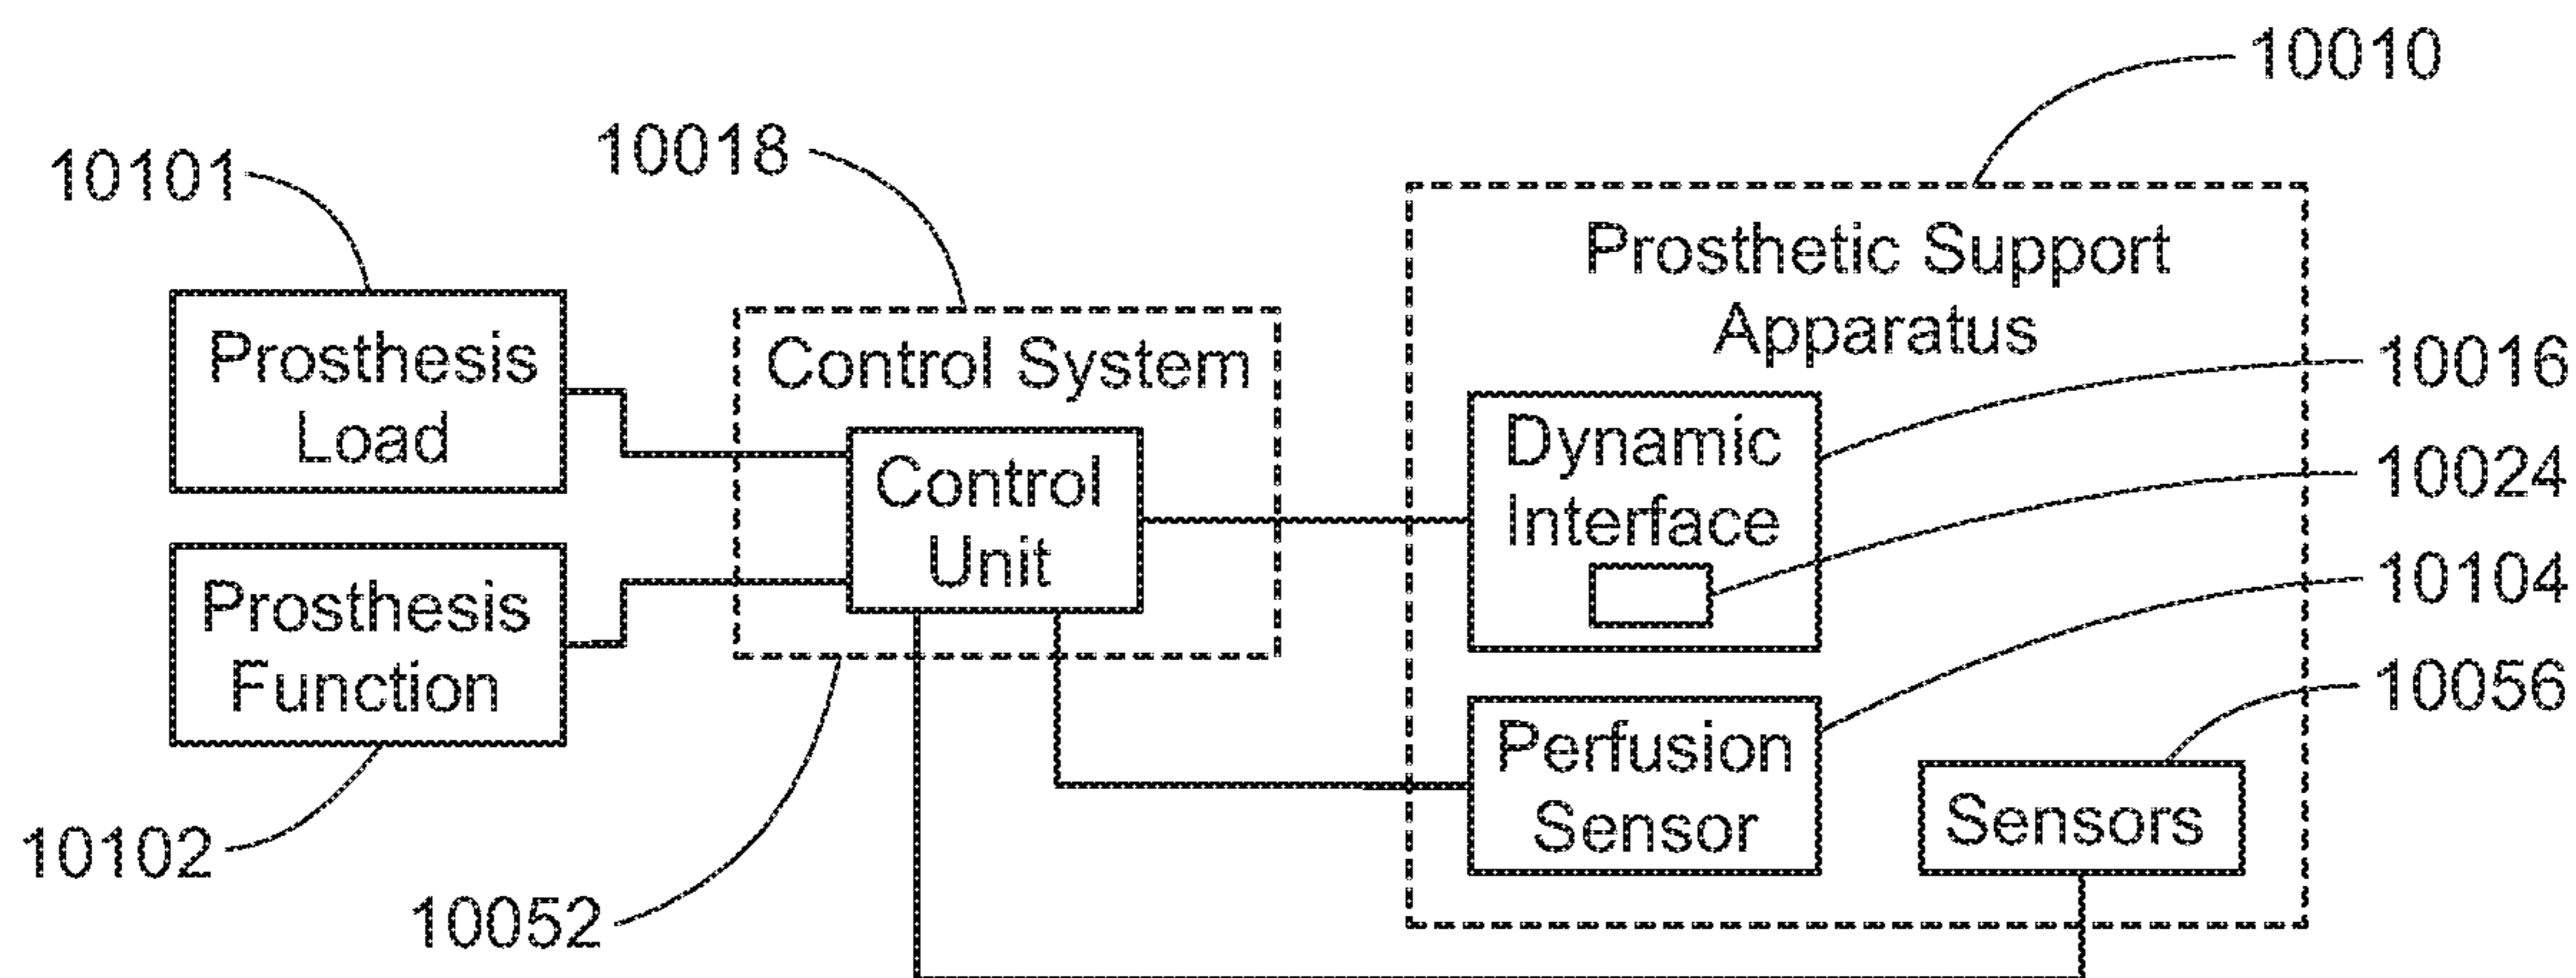 10010
10018
10101
Prosthetic Support
Apparatus
Prosthesis
Load
Control System
10016
Dynamic
Interface
Control
Unit
10024
10104
Prosthesis
Function
10056
Perfusion
Sensor
Sensors
10102
10052